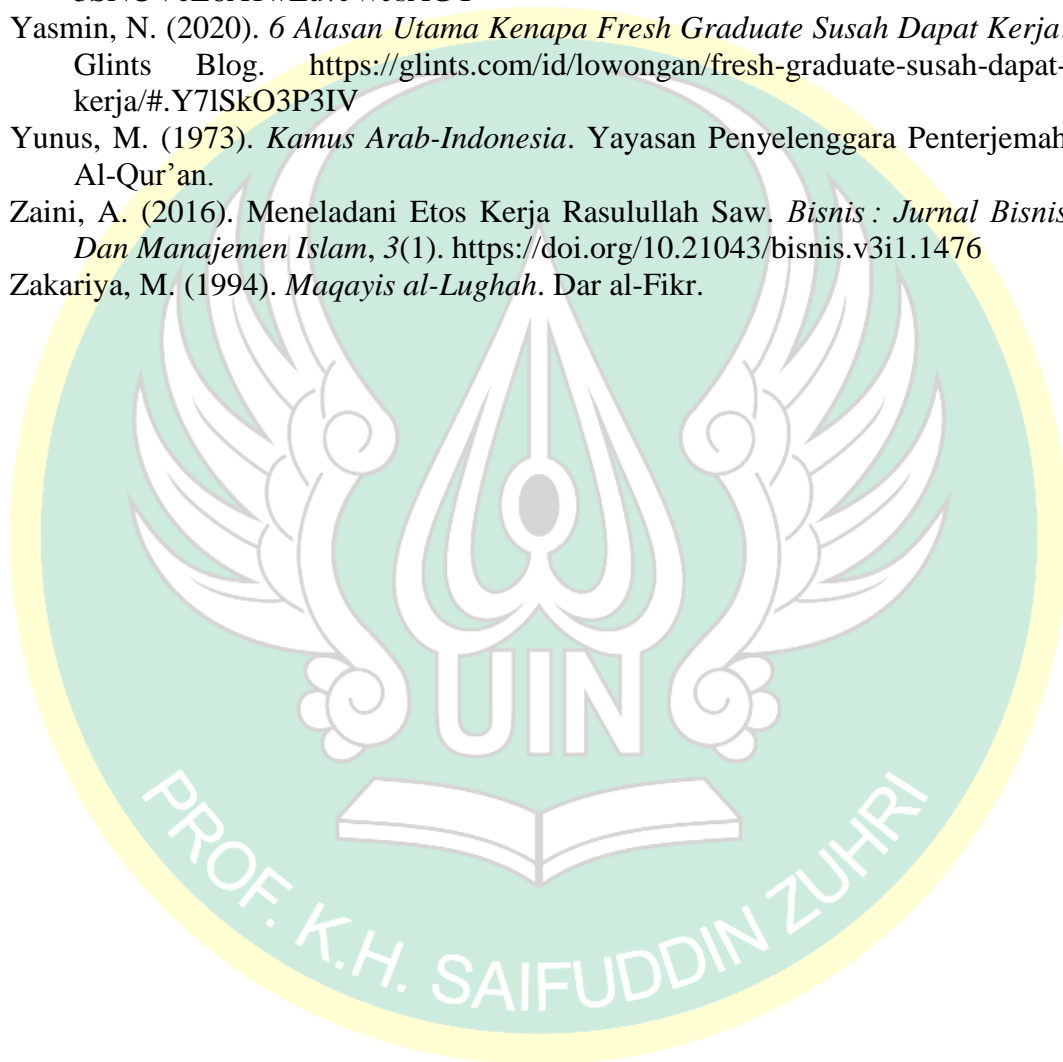 Yasmin, N. (2020). 6 Alasan Utama Kenapa Fresh Graduate Susah Dapat Kerja.
Glints Blog. https://glints.com/id/lowongan/fresh-graduate-susah-dapat-
kerja/#.Y7lSkO3P3IV
Yunus, M. (1973). Kamus Arab-Indonesia. Yayasan Penyelenggara Penterjemah
Al-Qur’an.
Zaini, A. (2016). Meneladani Etos Kerja Rasulullah Saw. Bisnis : Jurnal Bisnis
Dan Manajemen Islam, 3(1). https://doi.org/10.21043/bisnis.v3i1.1476
Zakariya, M. (1994). Maqayis al-Lughah. Dar al-Fikr.
UIN
PROF. K.H. SAIFUDDIN ZUHRI